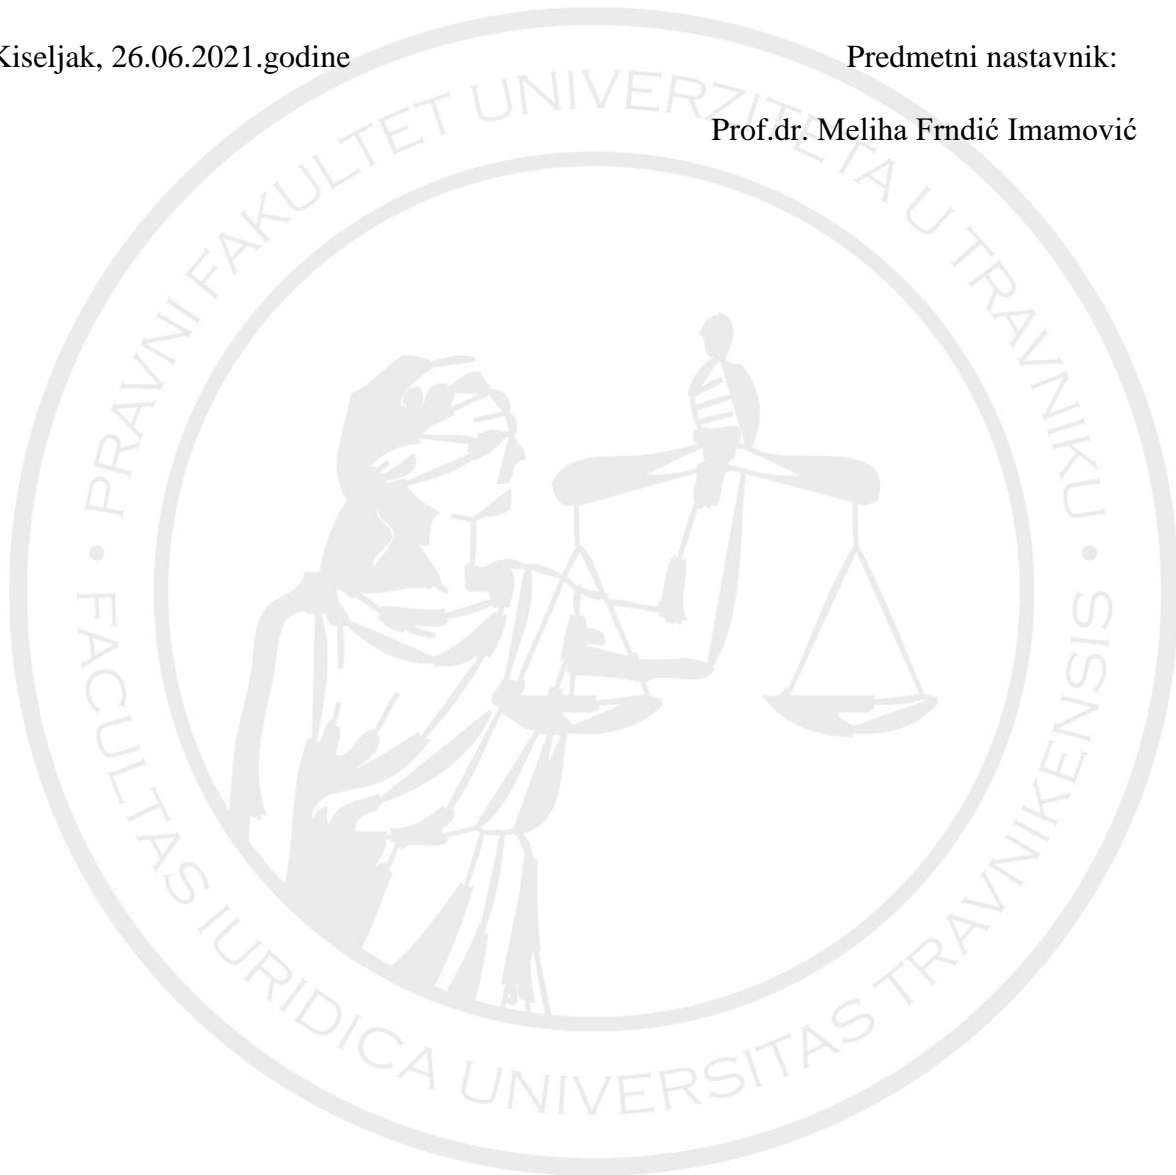 Kiseljak, 26.06.2021.godine
Predmetni nastavnik:
Prof.dr. Meliha Frndić Imamović
PRAVNI FAKULTET UNIVERZITETA U TRAVNIKU
• FACULTAS IURIDICA UNIVERSITAS TRAVNIKENSIS •